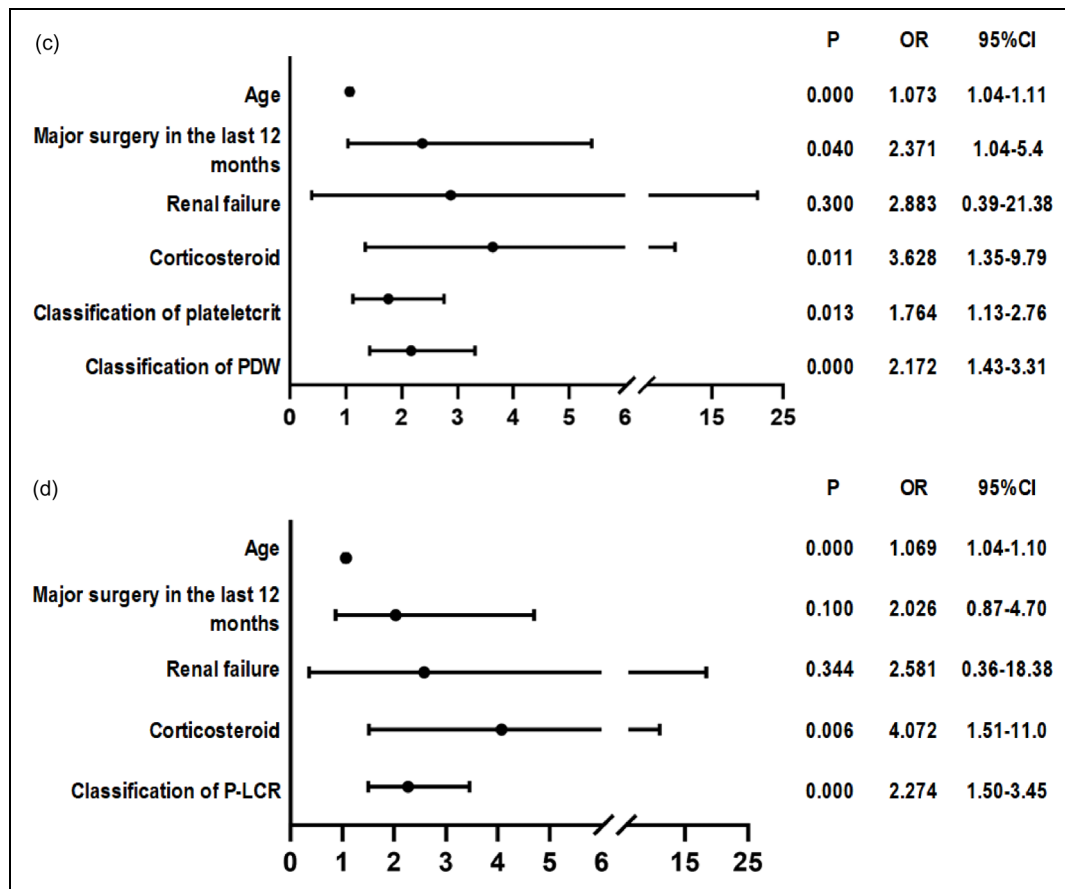 (c)
P OR 95%CI
Age 0.000 1.073 1.04-1.11
Major surgery in the last 12
months 0.040 2.371 1.04-5.4
Renal failure 0.300 2.883 0.39-21.38
Corticosteroid 0.011 3.628 1.35-9.79
Classification of plateletcrit 0.013 1.764 1.13-2.76
Classification of PDW 0.000 2.172 1.43-3.31
0 1 2 3 4 5 6 15 25
(d)
P OR 95%CI
Age 0.000 1.069 1.04-1.10
Major surgery in the last 12
months 0.100 2.026 0.87-4.70
Renal failure 0.344 2.581 0.36-18.38
Corticosteroid 0.006 4.072 1.51-11.0
Classification of P-LCR 0.000 2.274 1.50-3.45
0 1 2 3 4 5 6 15 25